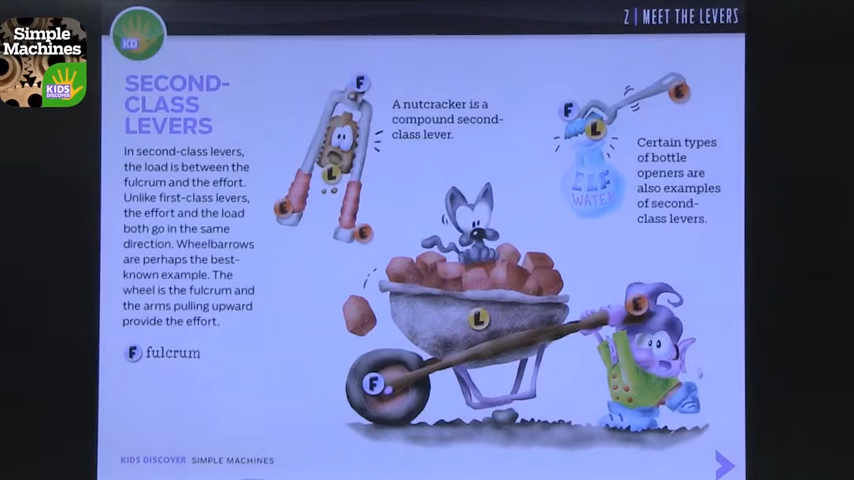 Simple
Machines
KIDS
DISCOVER
KD
2 | MEET THE LEVERS
SECOND-
CLASS
LEVERS
In second-class levers,
the load is between the
fulcrum and the effort.
Unlike first-class levers,
the effort and the load
both go in the same
direction. Wheelbarrows
are perhaps the best-
known example. The
wheel is the fulcrum and
the arms pulling upward
provide the effort.
F fulcrum
F
A nutcracker is a
compound second-
class lever.
L
E
E
F
E
L
ELF
WATER
Certain types
of bottle
openers are
also examples
of second-
class levers.
E
L
F
KIDS DISCOVER SIMPLE MACHINES